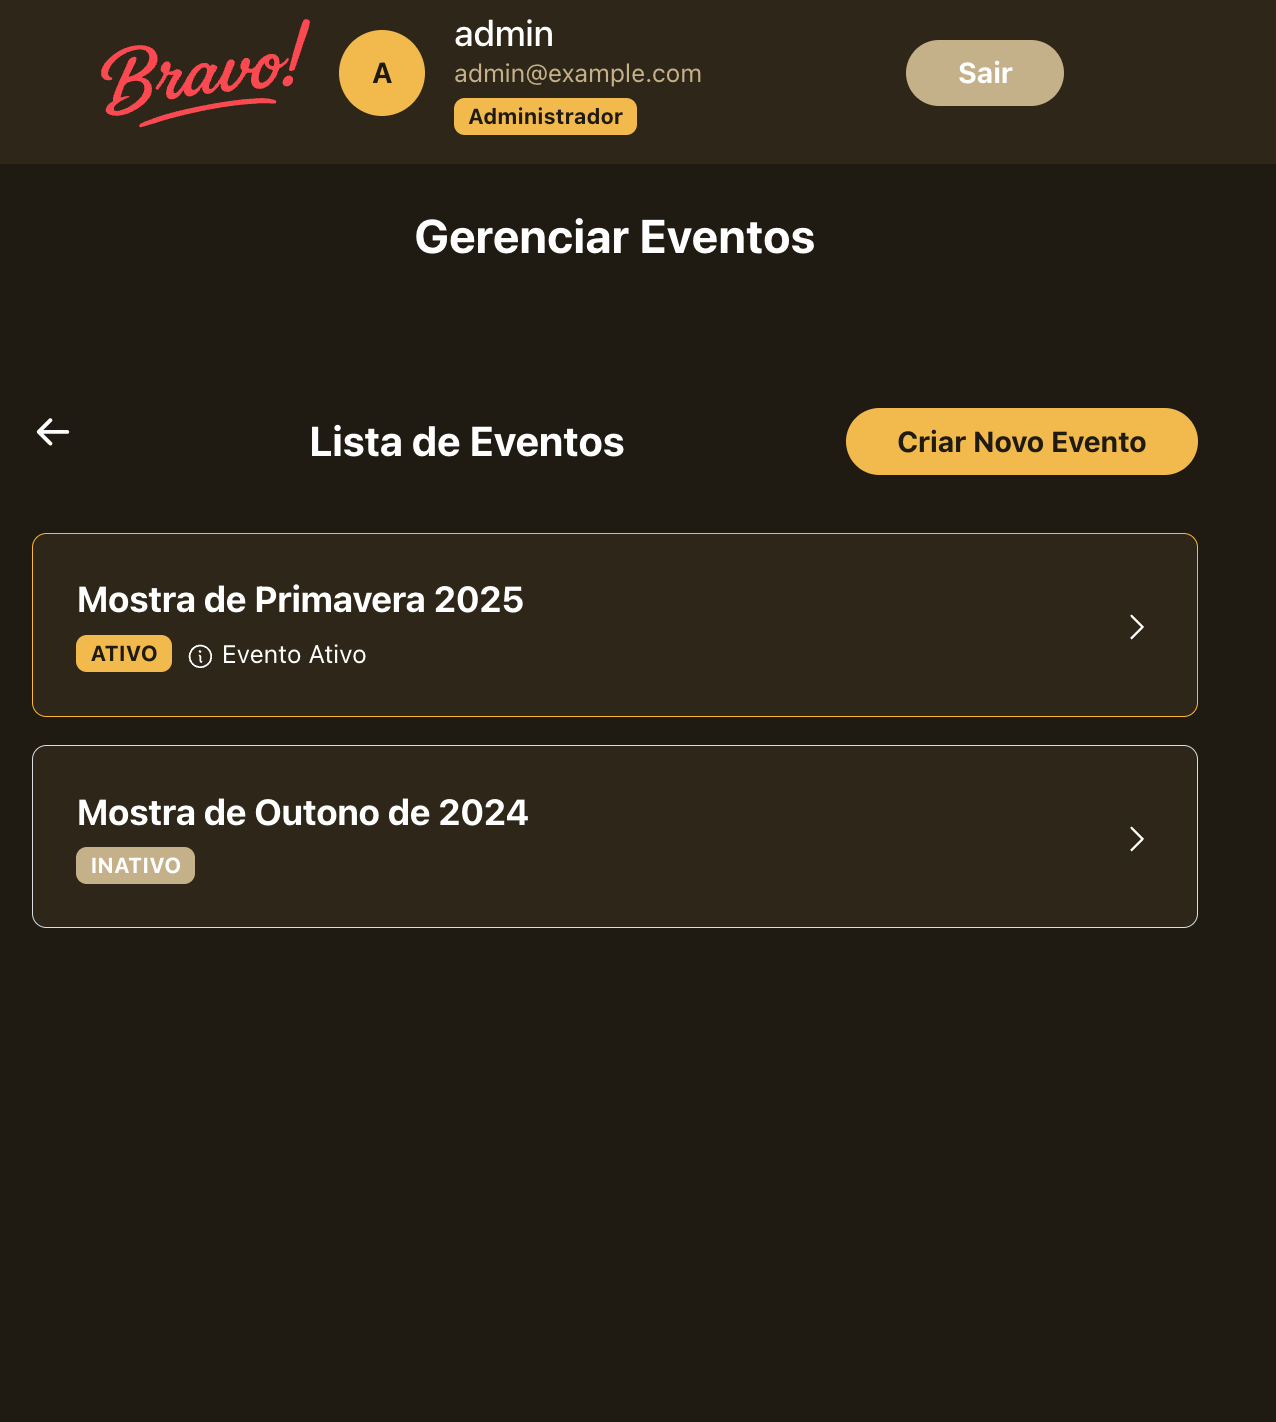 Bravo!
A
admin
admin@example.com
Administrador
Sair
Gerenciar Eventos
Lista de Eventos
Criar Novo Evento
Mostra de Primavera 2025
ATIVO
Evento Ativo
Mostra de Outono de 2024
INATIVO